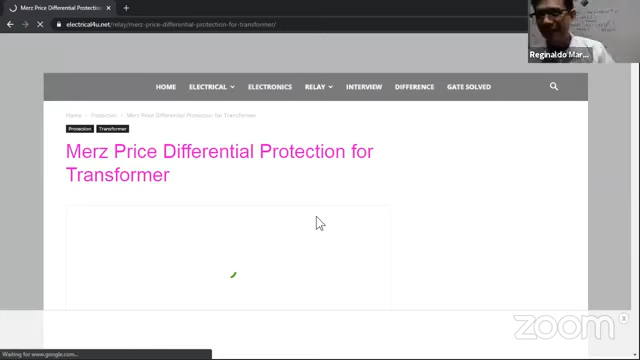 Merz Price Differential Protection
electrical4u.net/relay/merz-price-differential-protection-for-transformer/
Reginaldo Mar...
HOME ELECTRICAL ELECTRONICS RELAY INTERVIEW DIFFERENCE GATE SOLVED
Home Protection Merz Price Differential Protection for Transformer
Protection Transformer
Merz Price Differential Protection for
Transformer
zoom
Waiting for www.google.com...